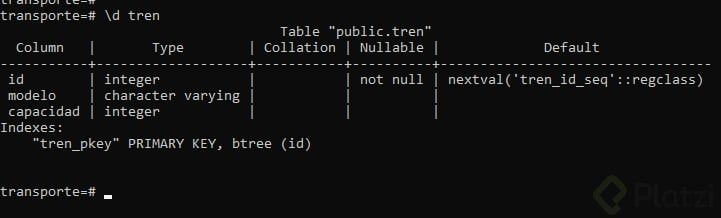 transporte=#
transporte=# \d tren
                            Table "public.tren"
  Column   |       Type        | Collation | Nullable |             Default
-----------+-------------------+-----------+----------+----------------------------------
 id        | integer           |           | not null | nextval('tren_id_seq'::regclass)
 modelo    | character varying |           |          |
 capacidad | integer           |           |          |
Indexes:
    "tren_pkey" PRIMARY KEY, btree (id)
transporte=#
Platzi